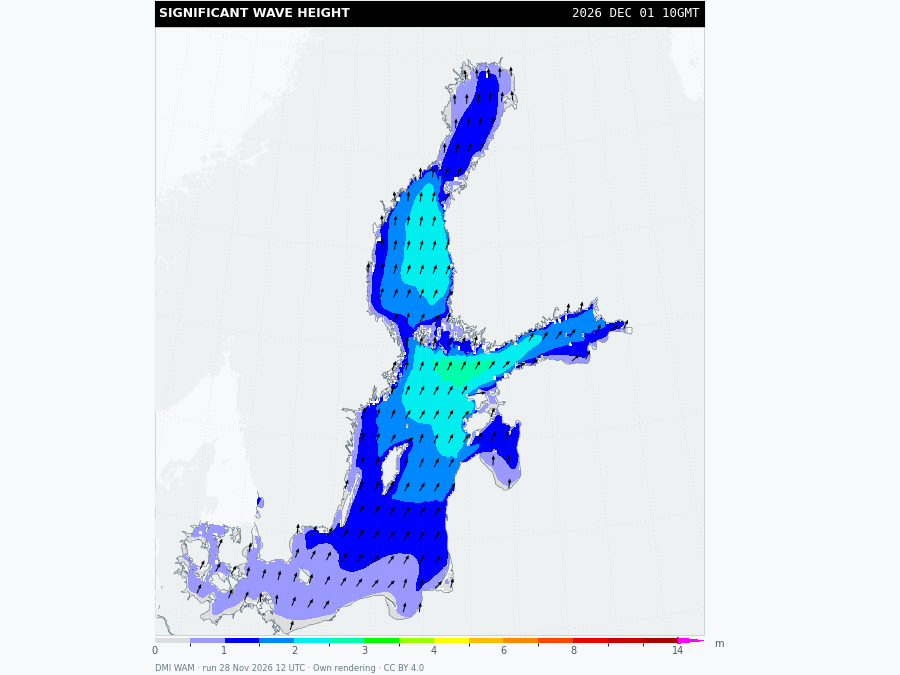 SIGNIFICANT WAVE HEIGHT 2026 DEC 01 10GMT
0 1 2 3 4 6 8 14 m
DMI WAM · run 28 Nov 2026 12 UTC · Own rendering · CC BY 4.0